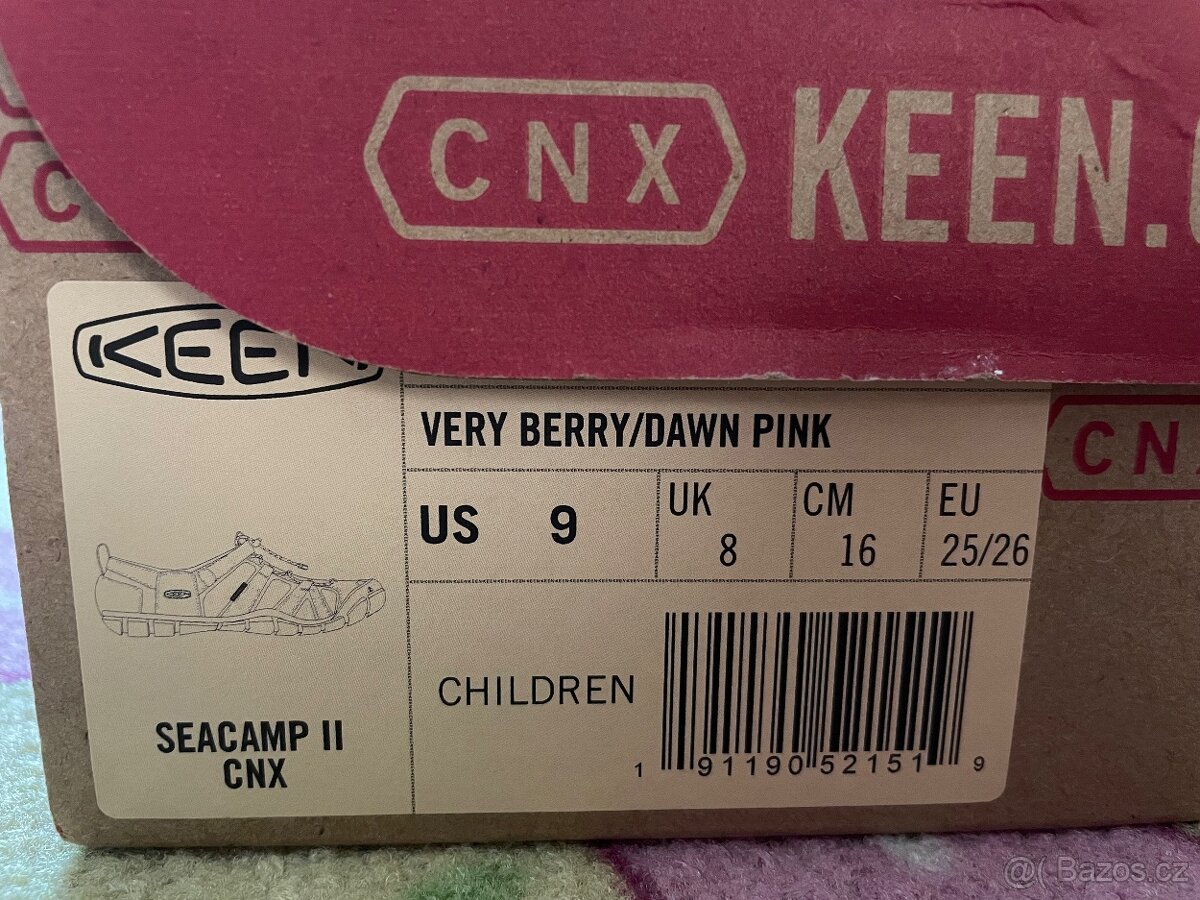 CNX KEEN.
C
KEEN
VERY BERRY/DAWN PINK
CN
US 9
UK 8
CM 16
EU 25/26
CHILDREN
SEACAMP II
CNX
1 91190 52151 9
@( Bazos.cz